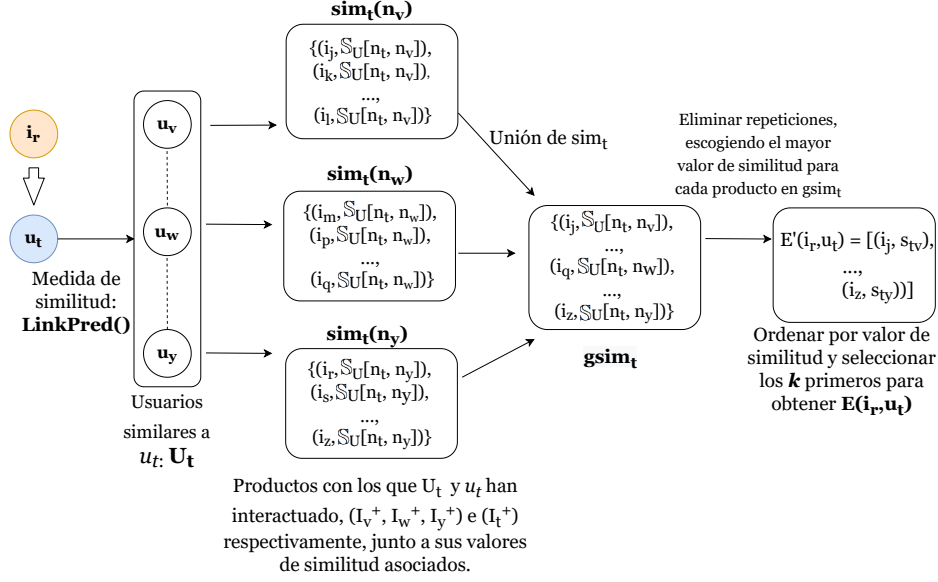 i_r
u_t
Medida de
similitud:
LinkPred()
u_v
u_w
u_y
Usuarios
similares a
u_t: U_t
sim_t(n_v)
{(i_j, 𝕊_U[n_t, n_v]),
(i_k, 𝕊_U[n_t, n_v]),
...,
(i_l, 𝕊_U[n_t, n_v])}
sim_t(n_w)
{(i_m, 𝕊_U[n_t, n_w]),
(i_p, 𝕊_U[n_t, n_w]),
...,
(i_q, 𝕊_U[n_t, n_w])}
sim_t(n_y)
{(i_r, 𝕊_U[n_t, n_y]),
(i_s, 𝕊_U[n_t, n_y]),
...,
(i_z, 𝕊_U[n_t, n_y])}
Productos con los que U_t y u_t han
interactuado, (I_v^+, I_w^+, I_y^+) e (I_t^+)
respectivamente, junto a sus valores
de similitud asociados.
Unión de sim_t
{(i_j, 𝕊_U[n_t, n_v]),
...,
(i_q, 𝕊_U[n_t, n_w]),
...,
(i_z, 𝕊_U[n_t, n_y])}
gsim_t
Eliminar repeticiones,
escogiendo el mayor
valor de similitud para
cada producto en gsim_t
E'(i_r,u_t) = [(i_j, s_tv),
...,
(i_z, s_ty))]
Ordenar por valor de
similitud y seleccionar
los k primeros para
obtener E(i_r,u_t)